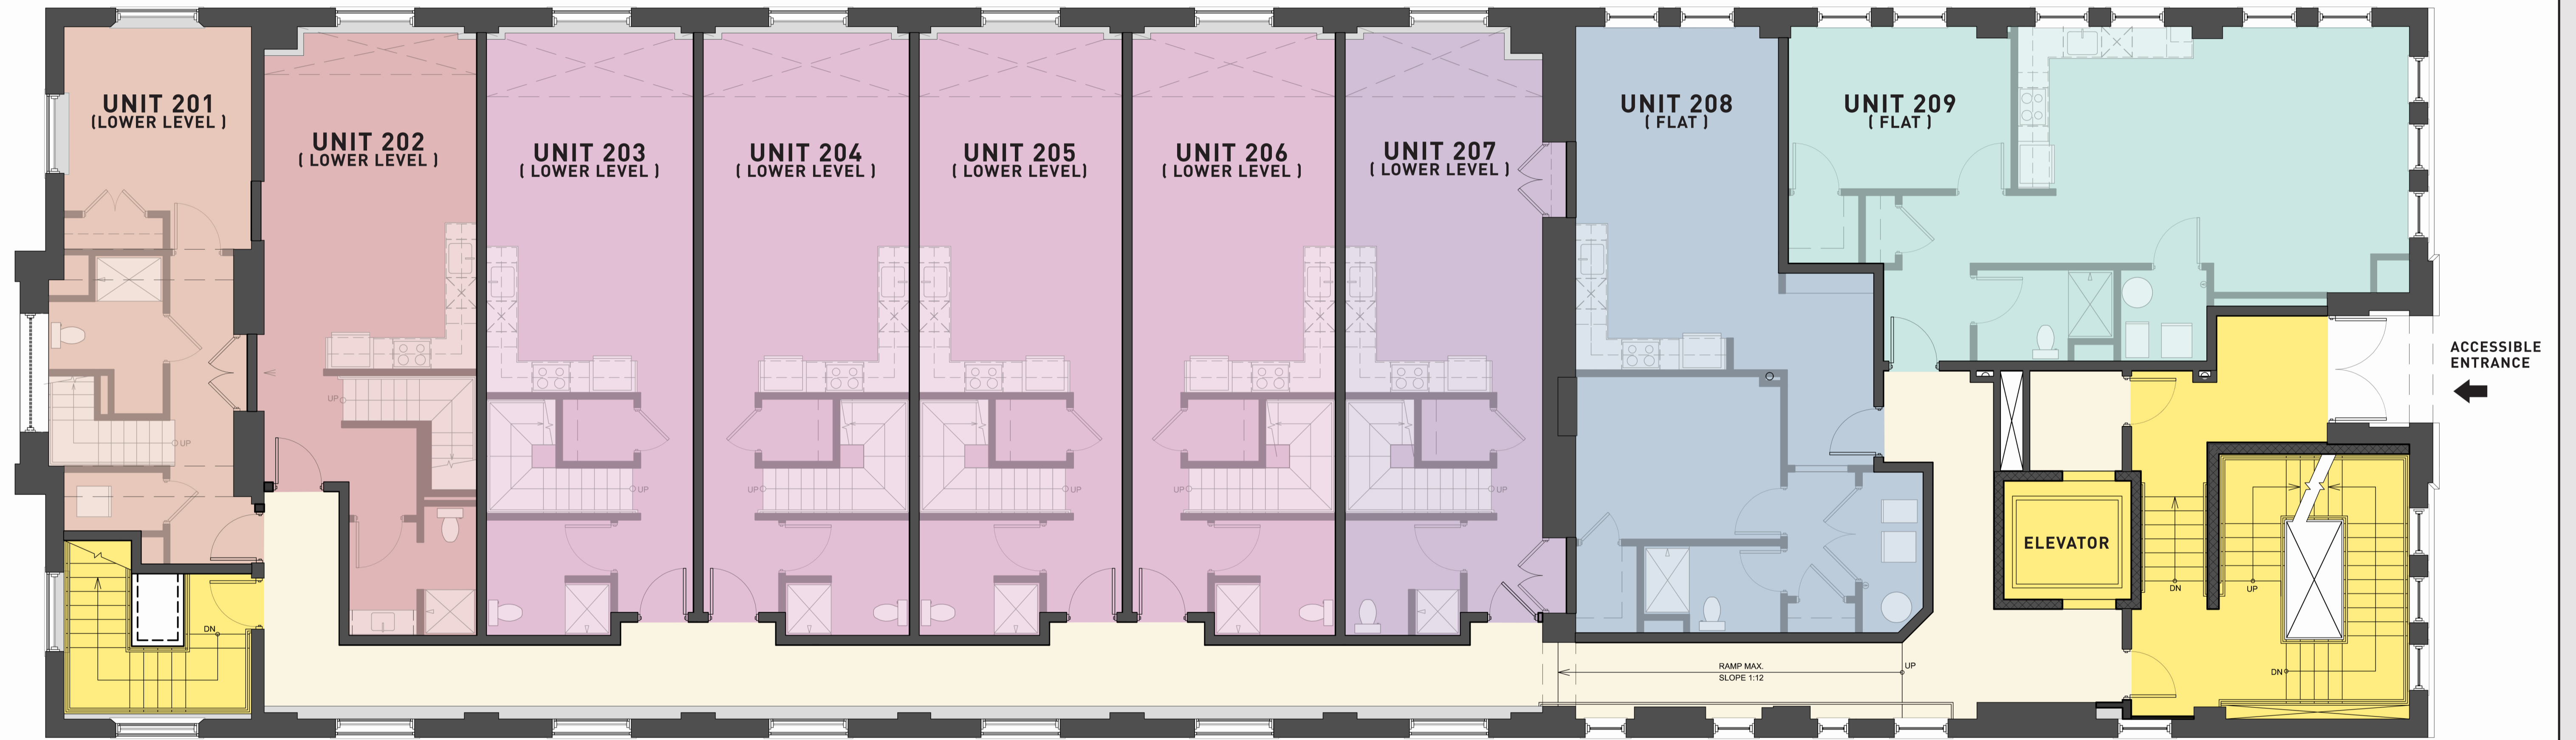 UNIT 201
(LOWER LEVEL )
UNIT 202
( LOWER LEVEL )
UNIT 203
( LOWER LEVEL )
UNIT 204
( LOWER LEVEL )
UNIT 205
( LOWER LEVEL)
UNIT 206
( LOWER LEVEL )
UNIT 207
( LOWER LEVEL )
UNIT 208
( FLAT )
UNIT 209
( FLAT )
ACCESSIBLE
ENTRANCE
UP
UP
UP
UP
UP
UP
UP
ELEVATOR
DN
UP
DN
DN
RAMP MAX.
SLOPE 1:12
UP